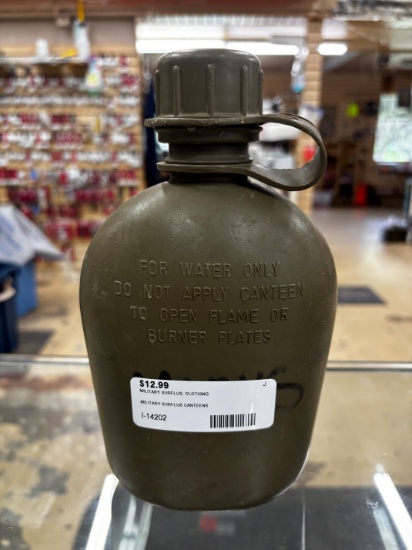 FOR WATER ONLY
DO NOT APPLY CANTEEN
TO OPEN FLAME OR
BURNER PLATES
$12.99 J
MILITARY SURPLUS, CLOTHING
MILITARY SURPLUS CANTEENS
I-14202